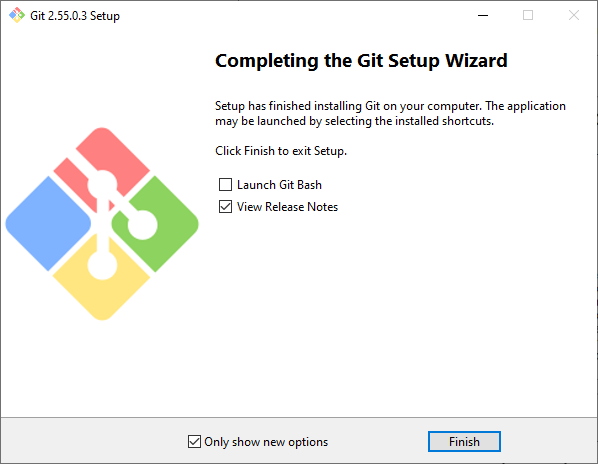 Git 2.55.0.3 Setup
Completing the Git Setup Wizard
Setup has finished installing Git on your computer. The application
may be launched by selecting the installed shortcuts.
Click Finish to exit Setup.
Launch Git Bash
View Release Notes
Only show new options
Finish